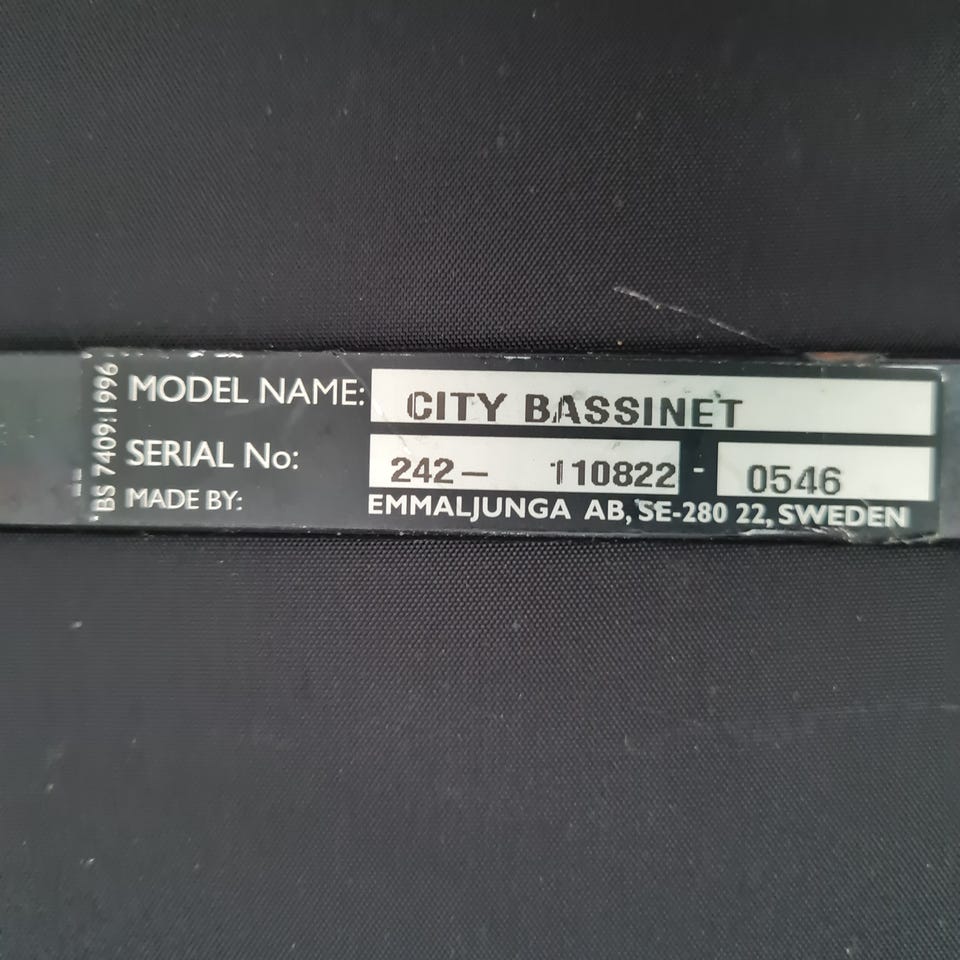 MODEL NAME: CITY BASSINET
SERIAL No: 242- 110822 - 0546
MADE BY: EMMALJUNGA AB, SE-280 22, SWEDEN
BS 7409:1996